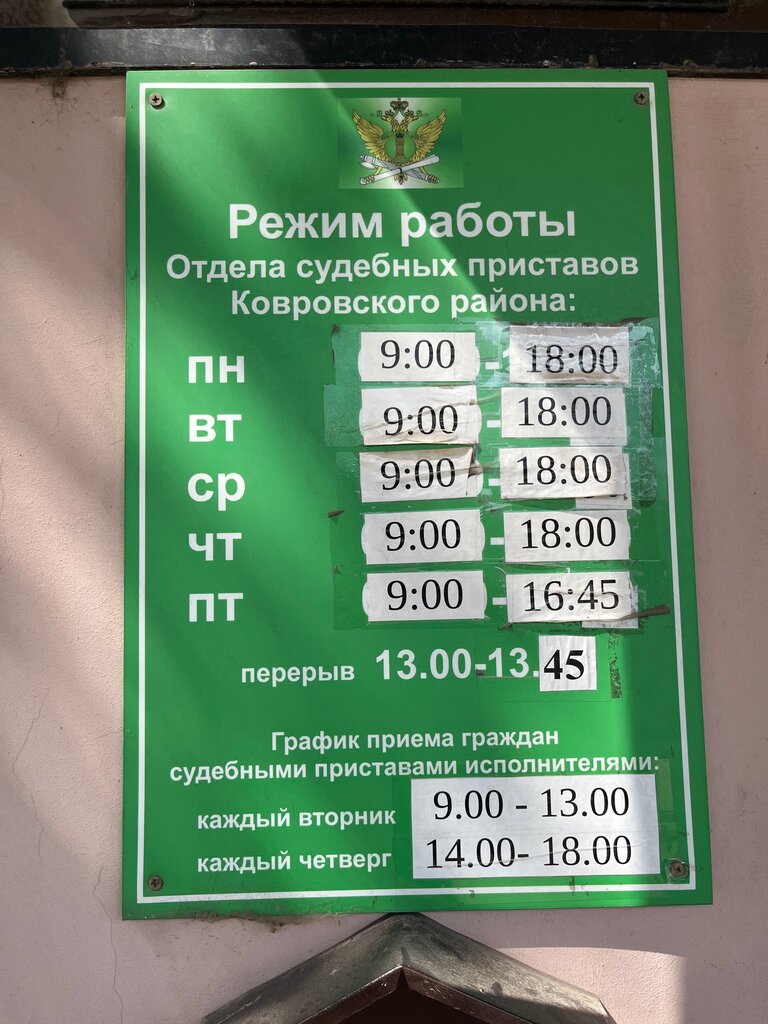 Режим работы
Отдела судебных приставов
Ковровского района:
пн 9:00 - 18:00
вт 9:00 - 18:00
ср 9:00 - 18:00
чт 9:00 - 18:00
пт 9:00 - 16:45
перерыв 13.00-13.45
График приема граждан
судебными приставами исполнителями:
каждый вторник 9.00 - 13.00
каждый четверг 14.00- 18.00